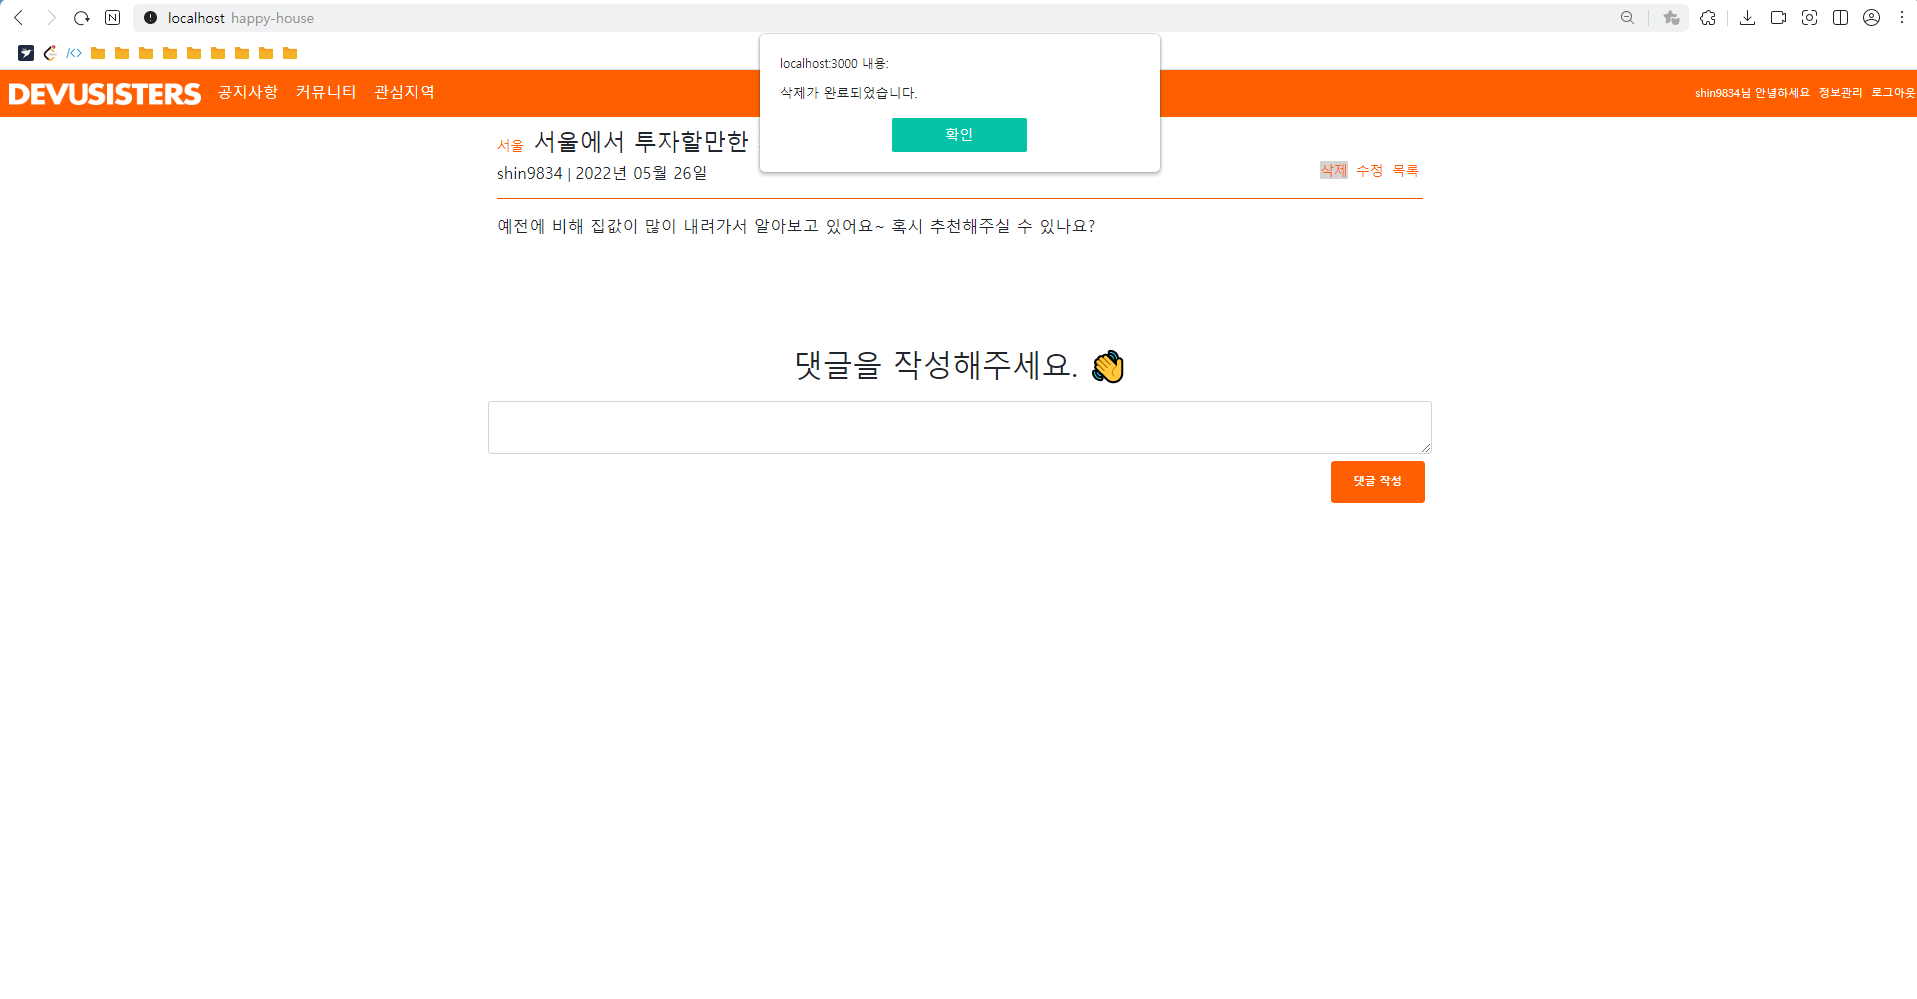 localhost happy-house
localhost:3000 내용:
삭제가 완료되었습니다.
확인
DEVUSISTERS 공지사항 커뮤니티 관심지역
shin9834님 안녕하세요 정보관리 로그아웃
서울 서울에서 투자할만한
shin9834 | 2022년 05월 26일
삭제 수정 목록
예전에 비해 집값이 많이 내려가서 알아보고 있어요~ 혹시 추천해주실 수 있나요?
댓글을 작성해주세요. 👏
댓글 작성